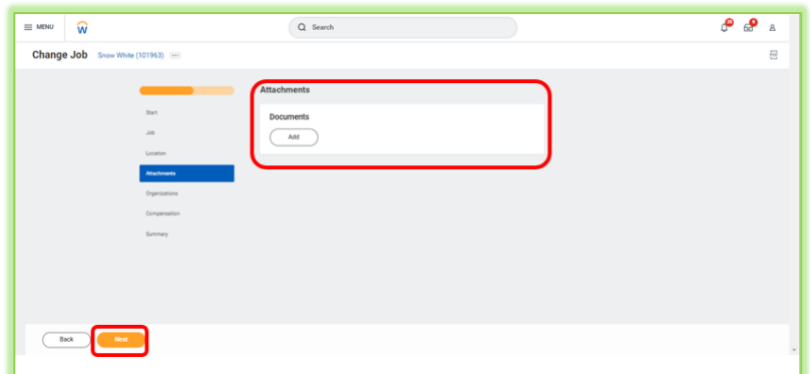 MENU
Search
Change Job Snow White (101963)
Attachments
Documents
Add
Start
Job
Location
Attachments
Organizations
Compensation
Summary
Back
Next